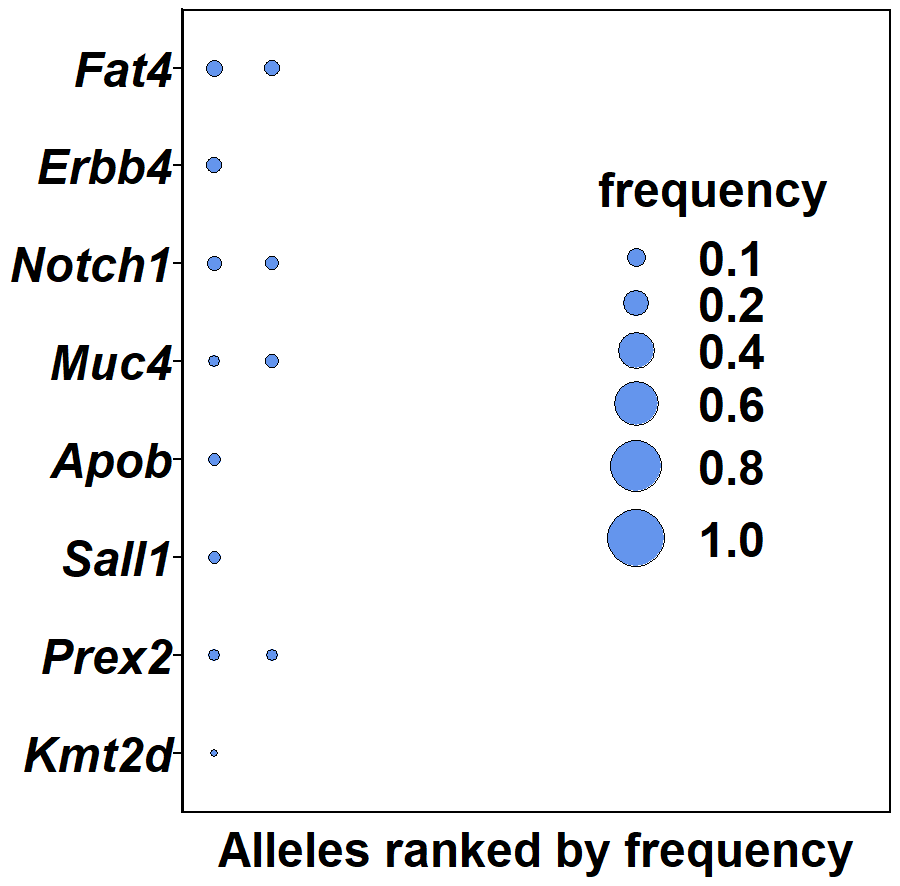 Fat4
Erbb4
Notch1
Muc4
Apob
Sall1
Prex2
Kmt2d
frequency
0.1
0.2
0.4
0.6
0.8
1.0
Alleles ranked by frequency